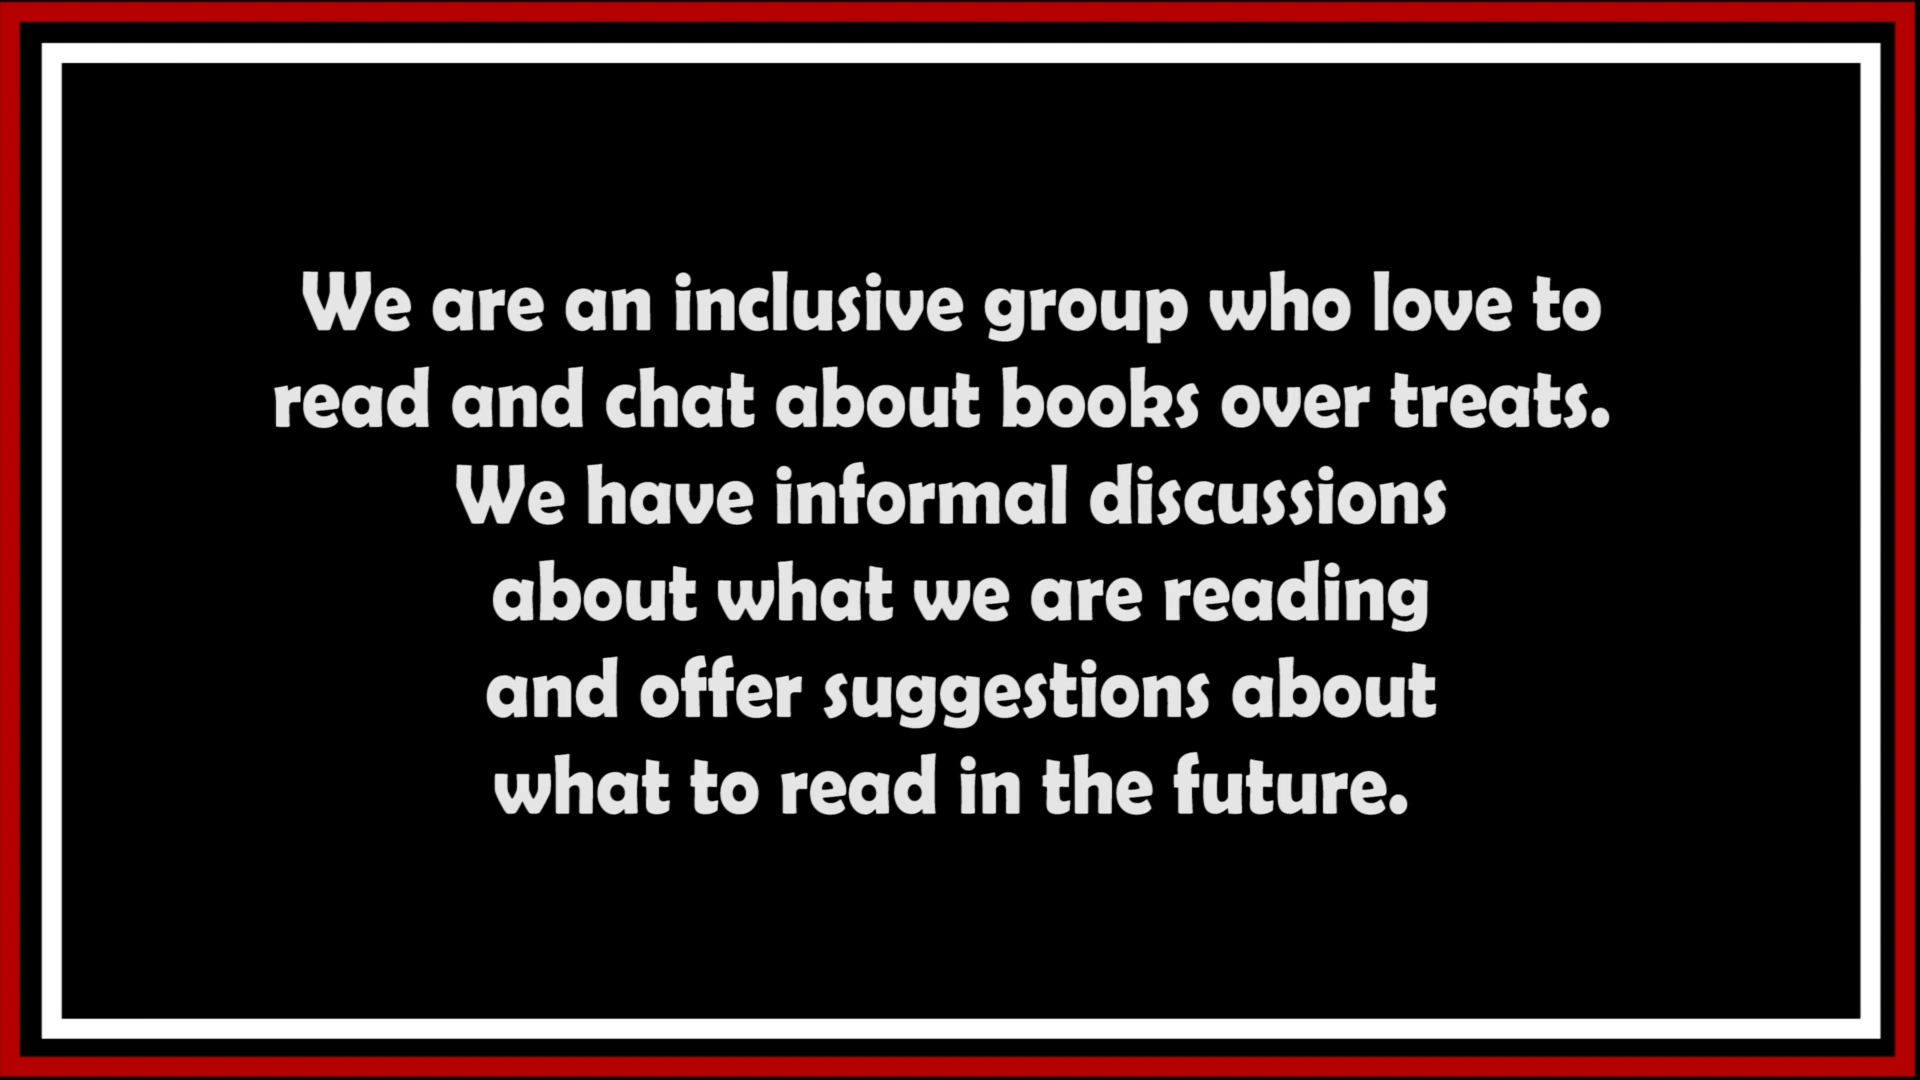 We are an inclusive group who love to
read and chat about books over treats.
We have informal discussions
about what we are reading
and offer suggestions about
what to read in the future.